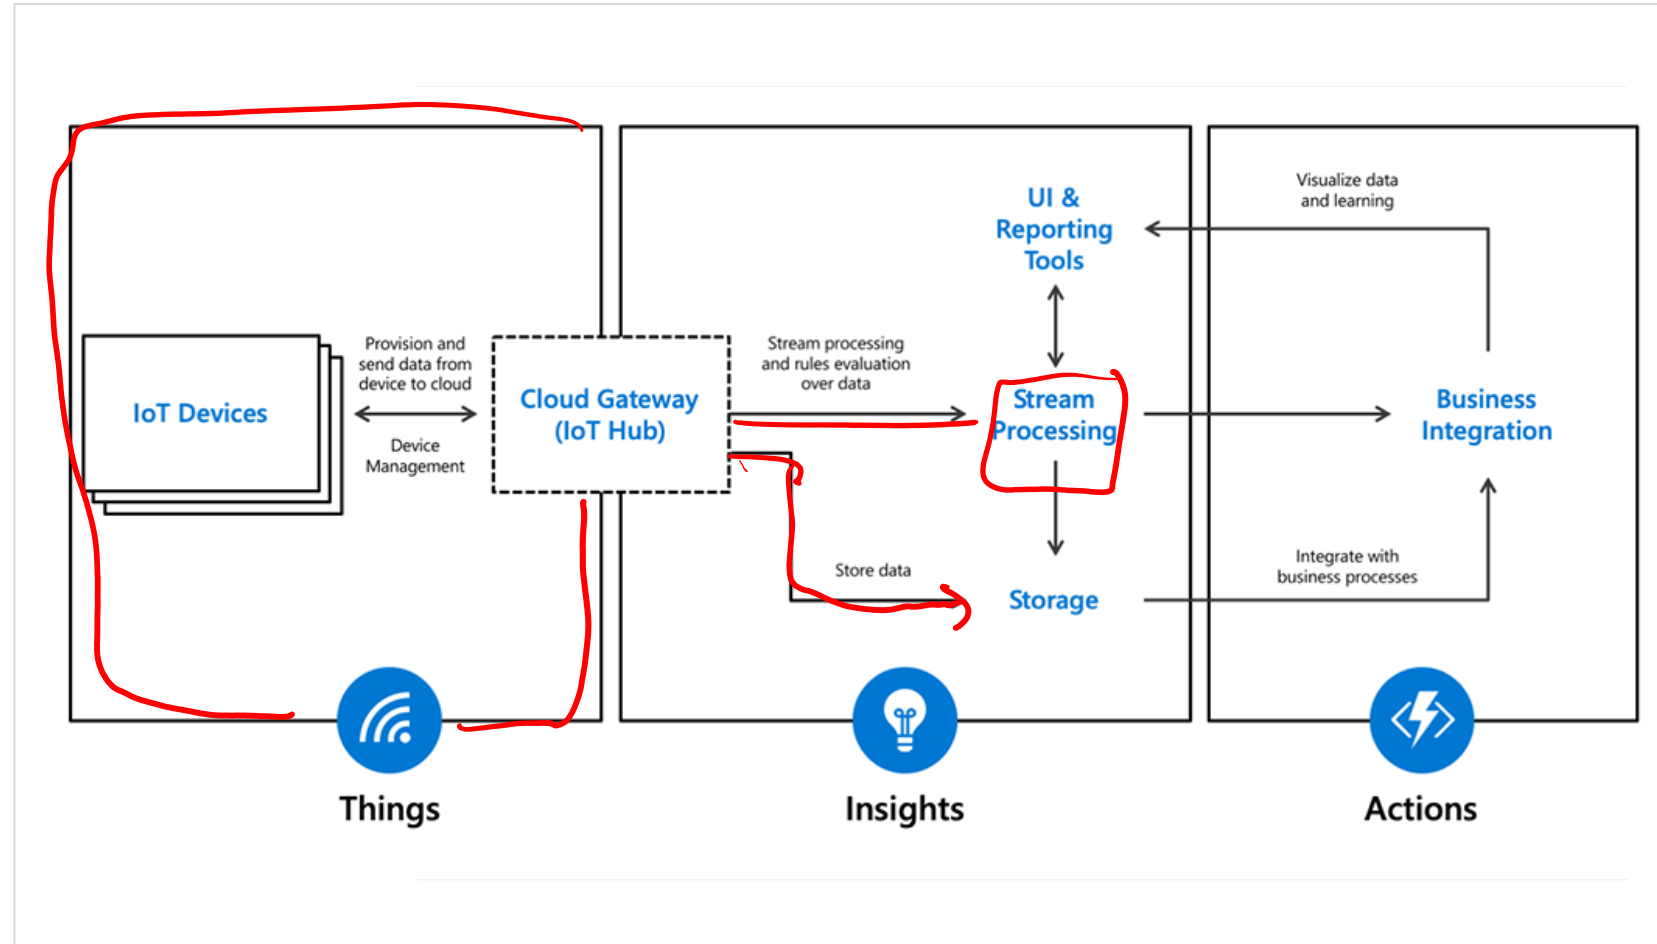 IoT Devices
Provision and
send data from
device to cloud
Device
Management
Cloud Gateway
(IoT Hub)
Things
Stream processing
and rules evaluation
over data
Store data
UI &
Reporting
Tools
Stream
Processing
Storage
Insights
Visualize data
and learning
Business
Integration
Integrate with
business processes
Actions